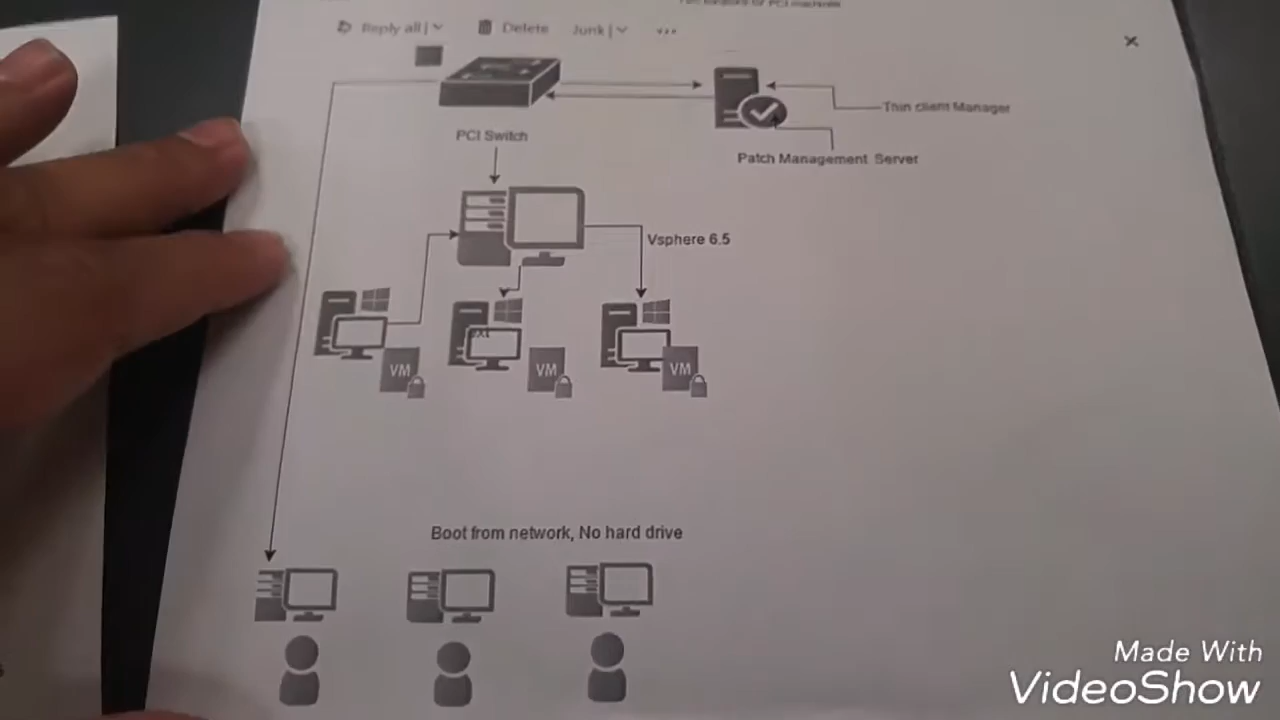 Reply all |
Delete
Junk |
PCI Switch
Thin client Manager
Patch Management Server
Vsphere 6.5
VM
VM
VM
Boot from network, No hard drive
Made With
VideoShow